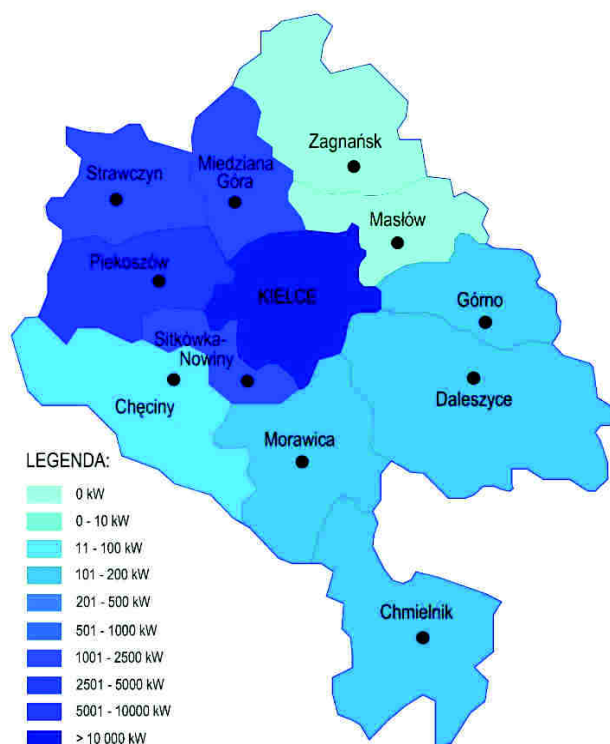 Zagnańsk
Strawczyn
Miedziana
Góra
Masłów
Piekoszów
KIELCE
Górno
Sitkówka-
Nowiny
Chęciny
Daleszyce
Morawica
Chmielnik
LEGENDA:
0 kW
0 - 10 kW
11 - 100 kW
101 - 200 kW
201 - 500 kW
501 - 1000 kW
1001 - 2500 kW
2501 - 5000 kW
5001 - 10000 kW
> 10 000 kW